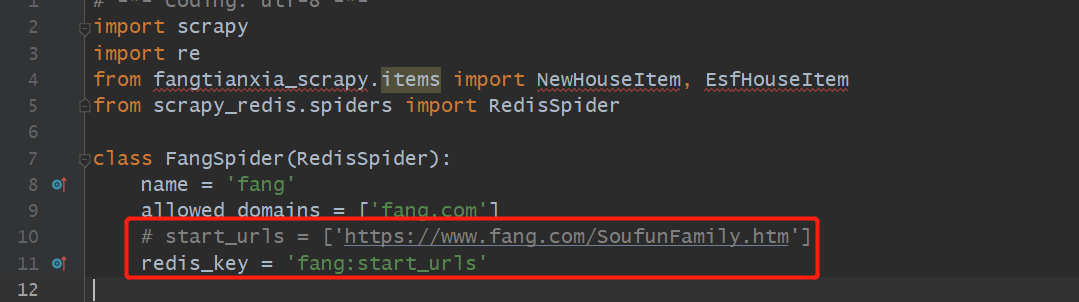 1 # -*- coding: utf-8 -*-
2 import scrapy
3 import re
4 from fangtianxia_scrapy.items import NewHouseItem, EsfHouseItem
5 from scrapy_redis.spiders import RedisSpider
6
7 class FangSpider(RedisSpider):
8 name = 'fang'
9 allowed_domains = ['fang.com']
10 # start_urls = ['https://www.fang.com/SoufunFamily.htm']
11 redis_key = 'fang:start_urls'
12